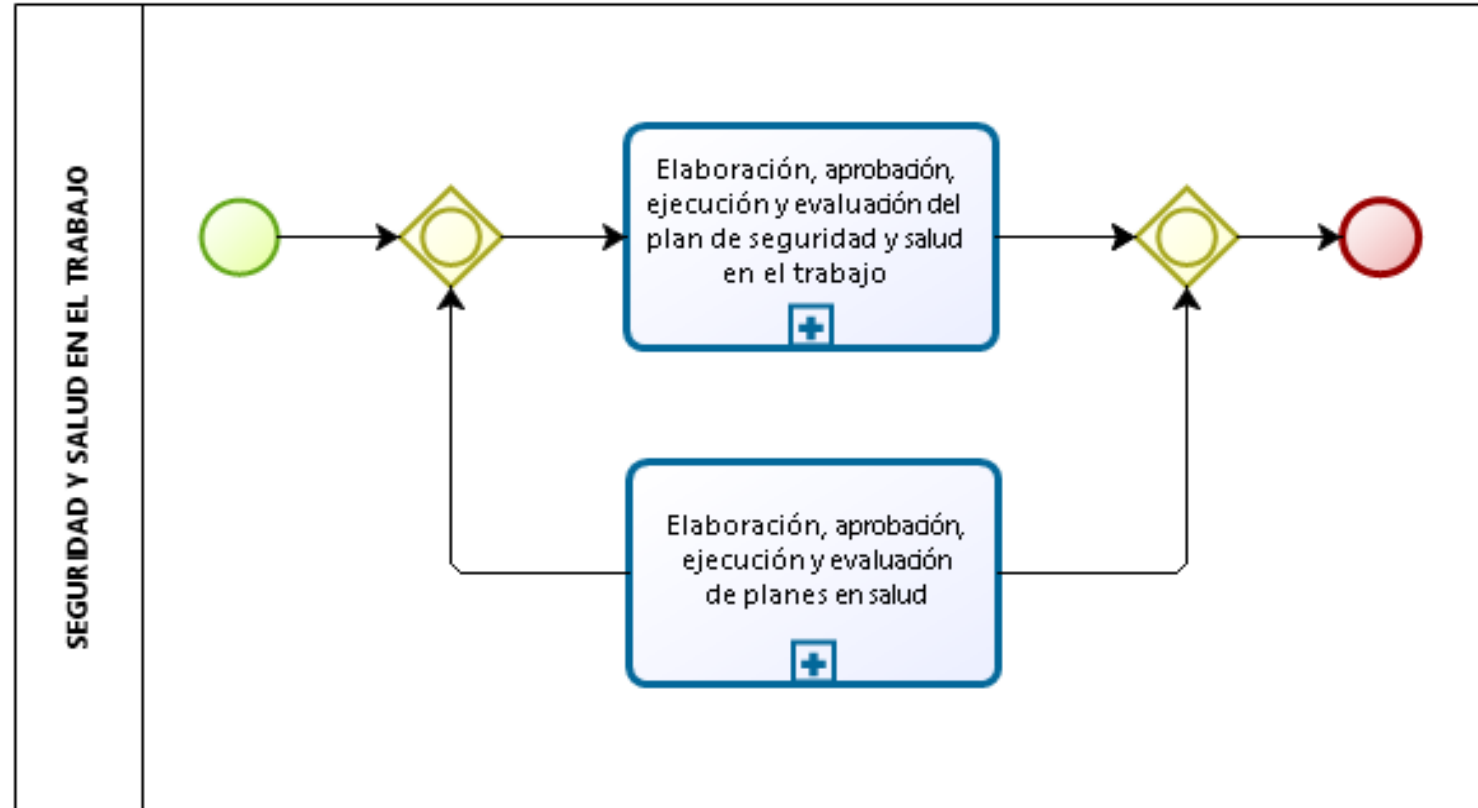 SEGURIDAD Y SALUD EN EL TRABAJO
Elaboración, aprobación,
ejecución y evaluación del
plan de seguridad y salud
en el trabajo
Elaboración, aprobación,
ejecución y evaluación
de planes en salud